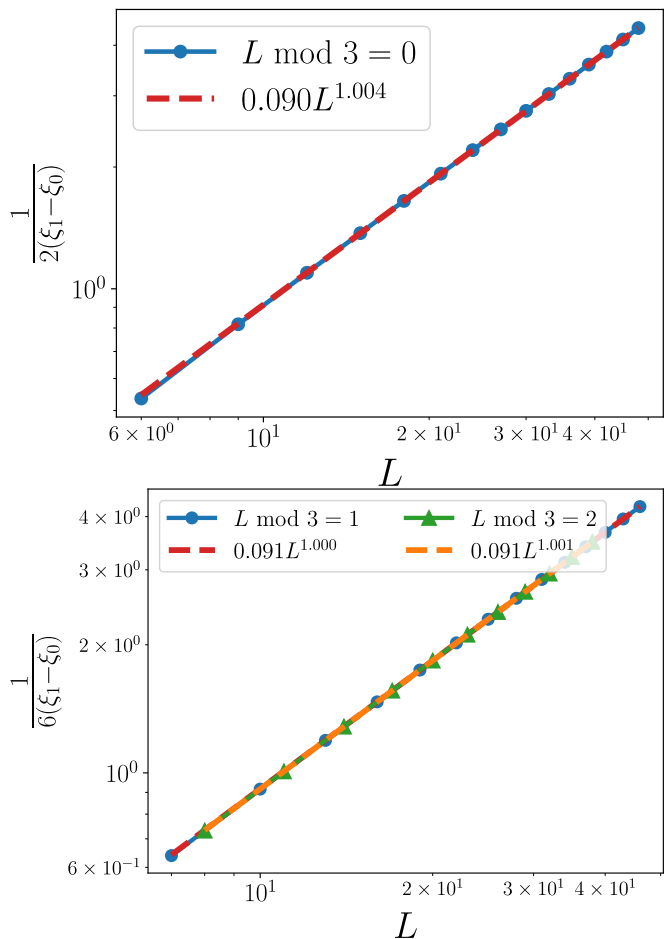 L mod 3 = 0
0.090L^{1.004}
\frac{1}{2(ξ_1−ξ_0)}
10^0
6 × 10^0
10^1
2 × 10^1
3 × 10^1
4 × 10^1
L
L mod 3 = 1
0.091L^{1.000}
L mod 3 = 2
0.091L^{1.001}
\frac{1}{6(ξ_1−ξ_0)}
4 × 10^0
3 × 10^0
2 × 10^0
10^0
6 × 10^{−1}
10^1
2 × 10^1
3 × 10^1
4 × 10^1
L